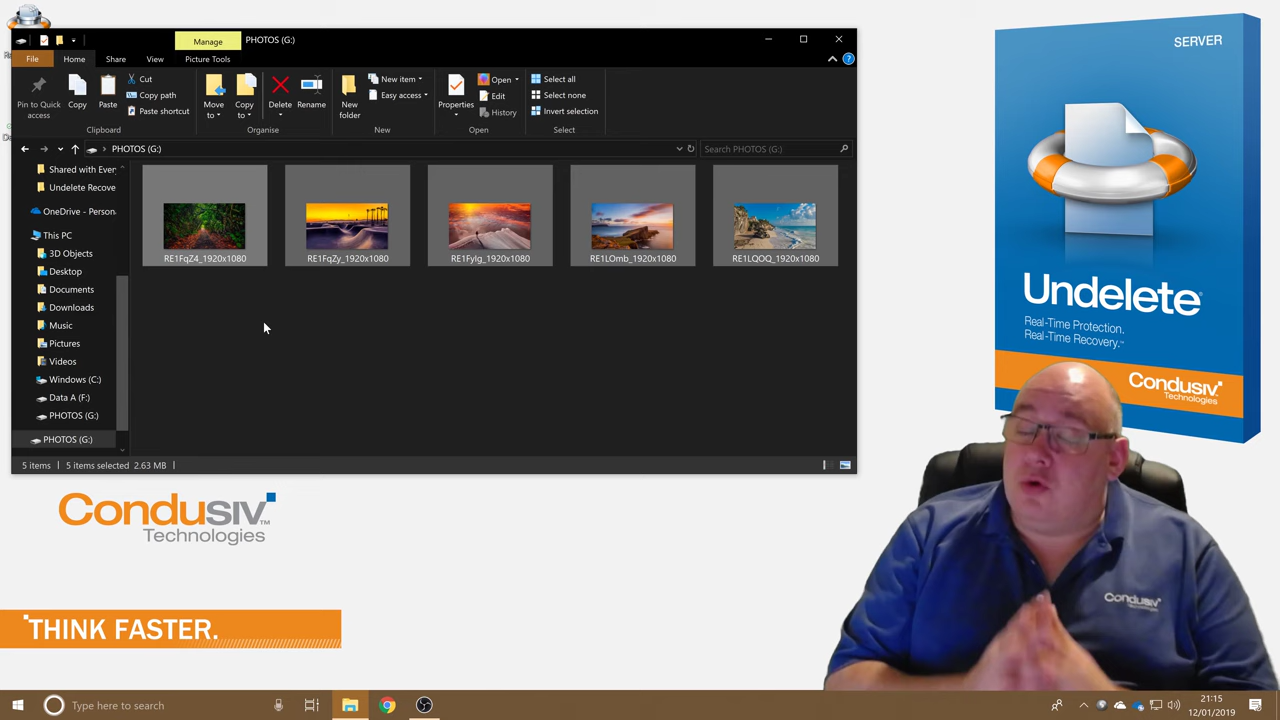 Manage
PHOTOS (G:)
File
Home
Share
View
Picture Tools
Pin to Quick
access
Copy
Paste
Cut
Copy path
Paste shortcut
Clipboard
Move
to
Copy
to
Delete
Rename
Organise
New
folder
New item
Easy access
New
Properties
Open
Edit
History
Open
Select all
Select none
Invert selection
Select
PHOTOS (G:)
Search PHOTOS (G:)
Shared with Every
Undelete Recove
OneDrive - Persona
This PC
3D Objects
Desktop
Documents
Downloads
Music
Pictures
Videos
Windows (C:)
Data A (F:)
PHOTOS (G:)
PHOTOS (G:)
RE1FqZ4_1920x1080
RE1FqZy_1920x1080
RE1FyIg_1920x1080
RE1LOmb_1920x1080
RE1LQOQ_1920x1080
5 items
5 items selected 2.63 MB
SERVER
Undelete®
Real-Time Protection.
Real-Time Recovery.™
Condusiv
Technologies
Condusiv™
Technologies
THINK FASTER.
Condusiv
Type here to search
21:15
12/01/2019